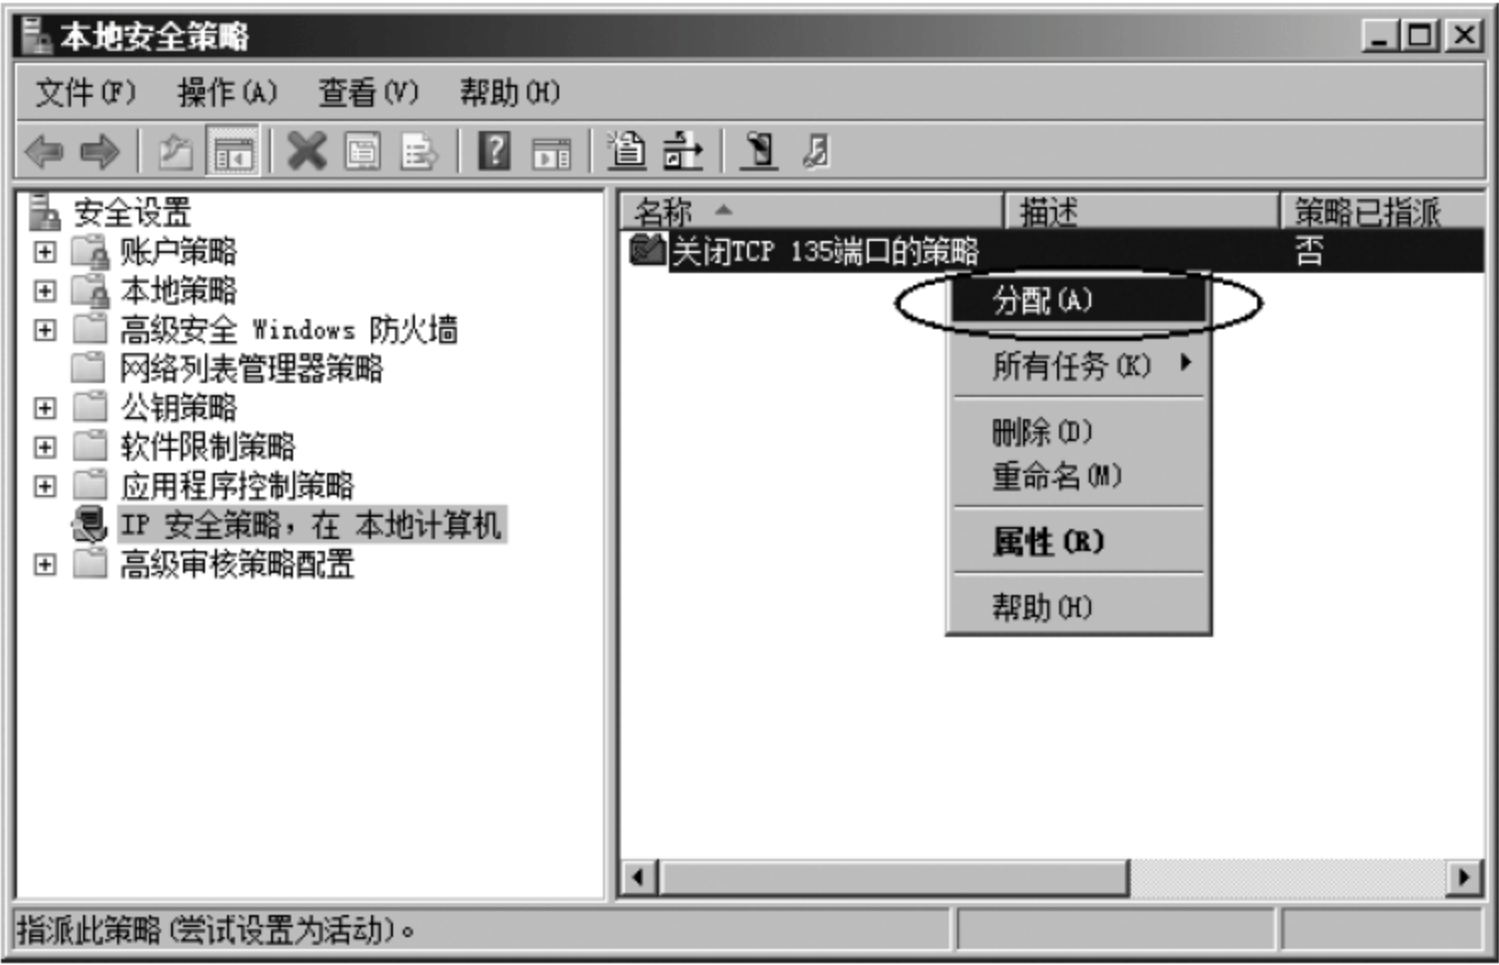 本地安全策略
文件(F) 操作(A) 查看(V) 帮助(H)
安全设置
账户策略
本地策略
高级安全 Windows 防火墙
网络列表管理器策略
公钥策略
软件限制策略
应用程序控制策略
IP 安全策略，在 本地计算机
高级审核策略配置
名称 描述 策略已指派
关闭TCP 135端口的策略 否
分配(A)
所有任务(K)
删除(D)
重命名(M)
属性(R)
帮助(H)
指派此策略(尝试设置为活动)。